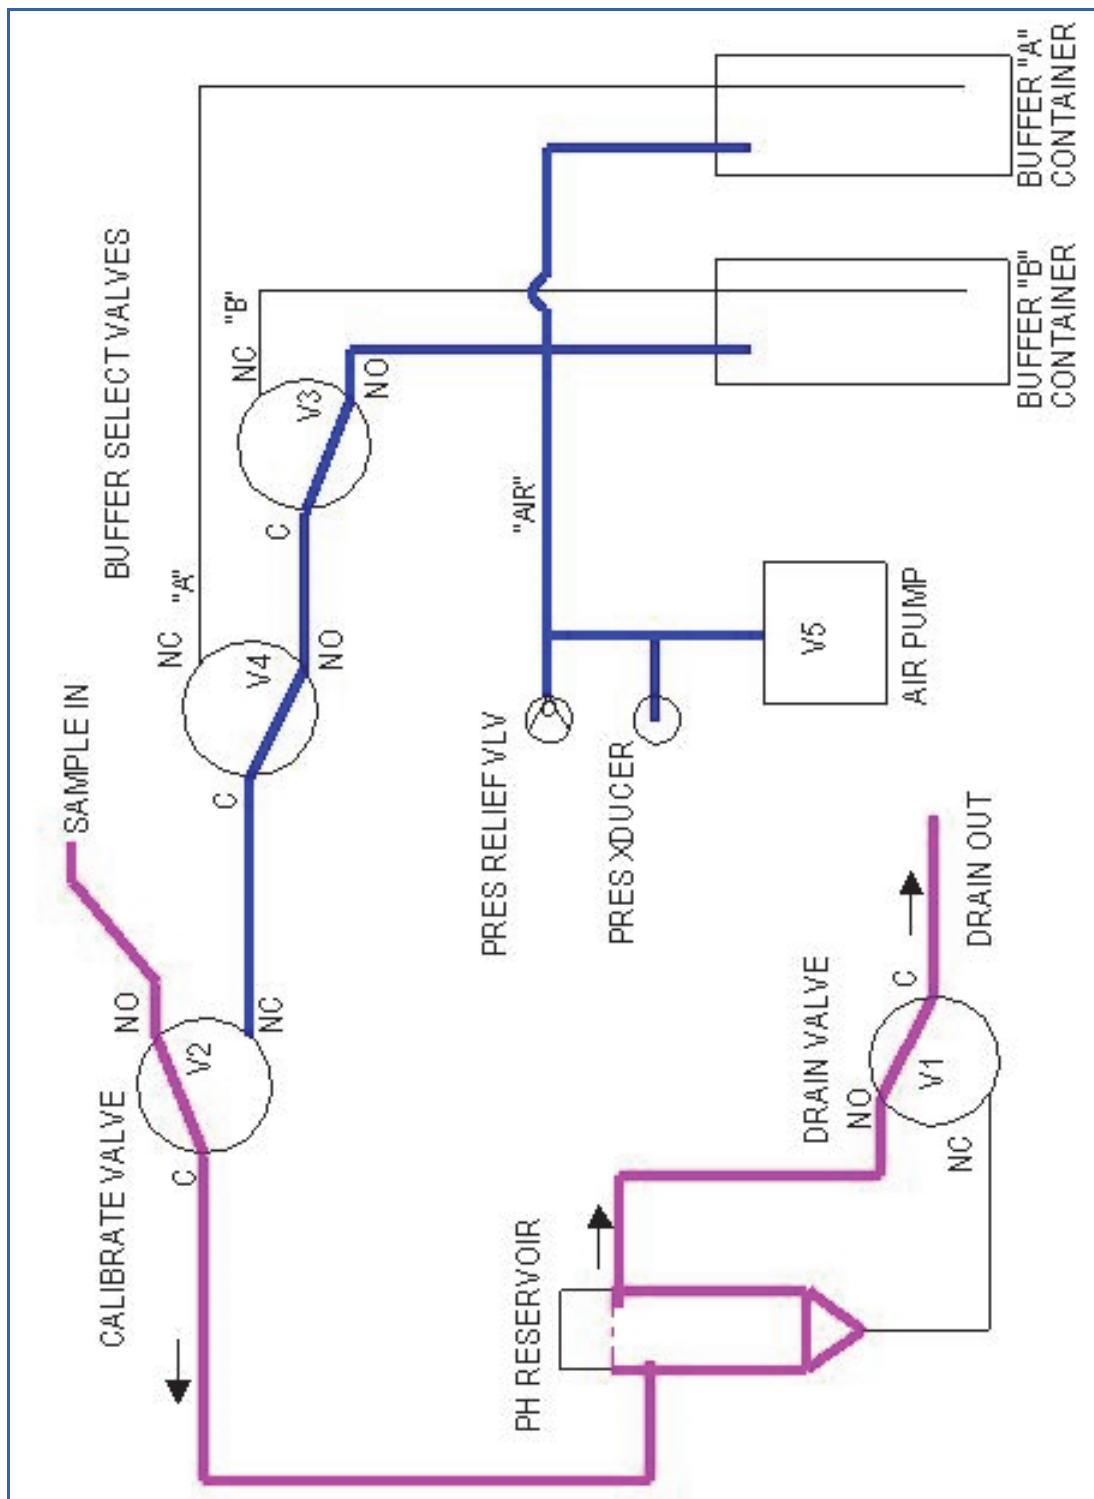 SAMPLE IN
CALIBRATE VALVE
NO
V2
C
NC
BUFFER SELECT VALVES
NC
"A"
V4
C
NO
NC
"B"
V3
C
NO
"AIR"
PRES RELIEF VLV
PRES XDUCER
V5
AIR PUMP
BUFFER "A"
CONTAINER
BUFFER "B"
CONTAINER
PH RESERVOIR
DRAIN VALVE
NO
C
V1
NC
DRAIN OUT